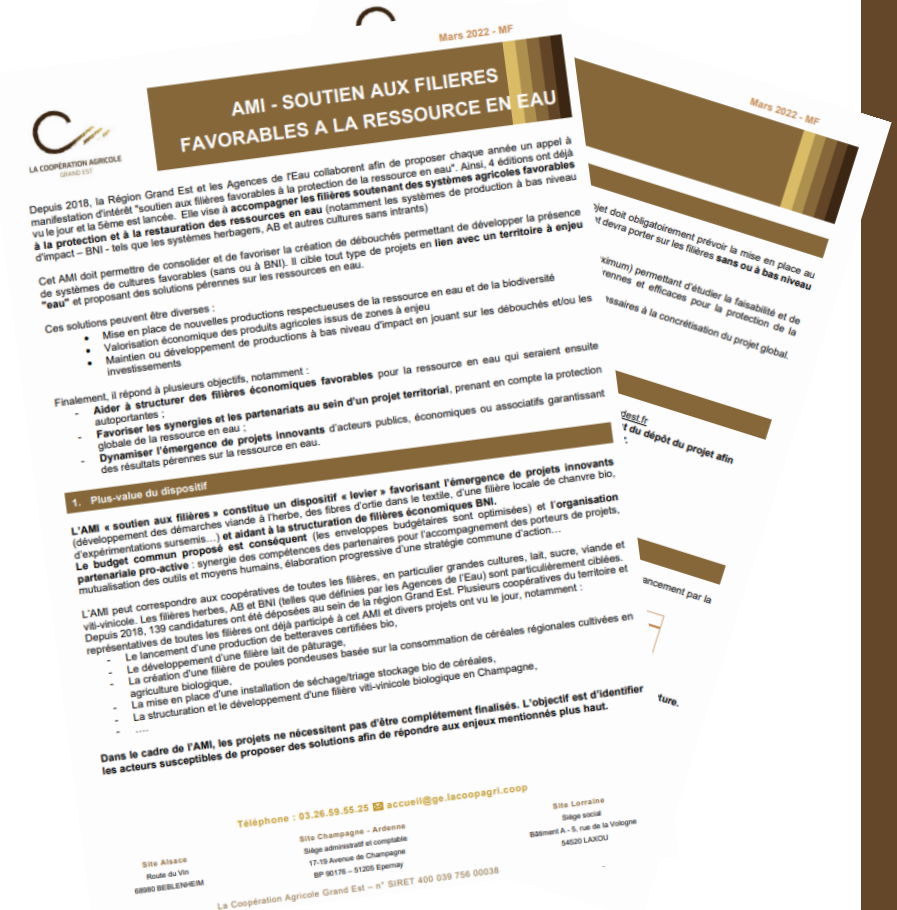 Mars 2022 - MF
AMI - SOUTIEN AUX FILIERES
FAVORABLES A LA RESSOURCE EN EAU
LA COOPÉRATION AGRICOLE
GRAND EST
Depuis 2018, la Région Grand Est et les Agences de l'Eau collaborent afin de proposer chaque année un appel à
manifestation d'intérêt "soutien aux filières favorables à la protection de la ressource en eau". Ainsi, 4 éditions ont déjà
vu le jour et la 5ème est lancée. Elle vise à accompagner les filières soutenant des systèmes agricoles favorables
à la protection et à la restauration des ressources en eau (notamment les systèmes de production à bas niveau
d'impact – BNI - tels que les systèmes herbagers, AB et autres cultures sans intrants)
Cet AMI doit permettre de consolider et de favoriser la création de débouchés permettant de développer la présence
de systèmes de cultures favorables (sans ou à BNI). Il cible tout type de projets en lien avec un territoire à enjeu
"eau" et proposant des solutions pérennes sur les ressources en eau.
Ces solutions peuvent être diverses :
• Mise en place de nouvelles productions respectueuses de la ressource en eau et de la biodiversité
• Valorisation économique des produits agricoles issus de zones à enjeu
• Maintien ou développement de productions à bas niveau d'impact en jouant sur les débouchés et/ou les
investissements
Finalement, il répond à plusieurs objectifs, notamment :
- Aider à structurer des filières économiques favorables pour la ressource en eau qui seraient ensuite
autoportantes ;
- Favoriser les synergies et les partenariats au sein d'un projet territorial, prenant en compte la protection
globale de la ressource en eau ;
- Dynamiser l'émergence de projets innovants d'acteurs publics, économiques ou associatifs garantissant
des résultats pérennes sur la ressource en eau.
1. Plus-value du dispositif
L'AMI « soutien aux filières » constitue un dispositif « levier » favorisant l'émergence de projets innovants
(développement des démarches viande à l'herbe, des fibres d'ortie dans le textile, d'une filière locale de chanvre bio,
d'expérimentations sursemis…) et aidant à la structuration de filières économiques BNI.
Le budget commun proposé est conséquent (les enveloppes budgétaires sont optimisées) et l'organisation
partenariale pro-active : synergie des compétences des partenaires pour l'accompagnement des porteurs de projets,
mutualisation des outils et moyens humains, élaboration progressive d'une stratégie commune d'action…
L'AMI peut correspondre aux coopératives de toutes les filières, en particulier grandes cultures, lait, sucre, viande et
viti-vinicole. Les filières herbes, AB et BNI (telles que définies par les Agences de l'Eau) sont particulièrement ciblées.
Depuis 2018, 139 candidatures ont été déposées au sein de la région Grand Est. Plusieurs coopératives du territoire et
représentatives de toutes les filières ont déjà participé à cet AMI et divers projets ont vu le jour, notamment :
- Le lancement d'une production de betteraves certifiées bio,
- Le développement d'une filière lait de pâturage,
- La création d'une filière de poules pondeuses basée sur la consommation de céréales régionales cultivées en
agriculture biologique,
- La mise en place d'une installation de séchage/triage stockage bio de céréales,
- La structuration et le développement d'une filière viti-vinicole biologique en Champagne,
- ….
Dans le cadre de l'AMI, les projets ne nécessitent pas d'être complétement finalisés. L'objectif est d'identifier
les acteurs susceptibles de proposer des solutions afin de répondre aux enjeux mentionnés plus haut.
Téléphone : 03.26.59.55.25 ✉ accueil@ge.lacoopagri.coop
Site Alsace
Route du Vin
68980 BEBLENHEIM
Site Champagne - Ardenne
Siège administratif et comptable
17-19 Avenue de Champagne
BP 90176 – 51205 Epernay
Site Lorraine
Siège social
Bâtiment A - 5, rue de la Vologne
54520 LAXOU
La Coopération Agricole Grand Est – n° SIRET 400 039 756 00038
Mars 2022 - MF
jet doit obligatoirement prévoir la mise en place au
t devra porter sur les filières sans ou à bas niveau
ximum) permettant d'étudier la faisabilité et de
rennes et efficaces pour la protection de la
ssaires à la concrétisation du projet global.
dest.fr
t du dépôt du projet afin
:
ancement par la
ture.